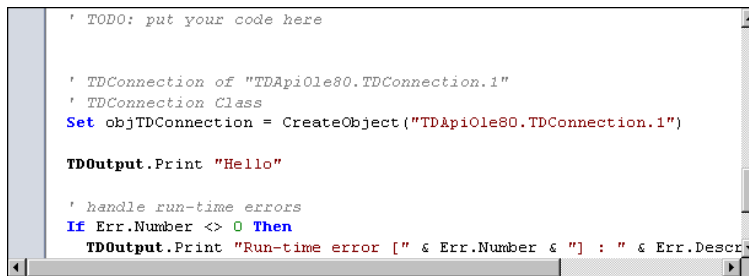 ' TODO: put your code here
' TDConnection of "TDApiOle80.TDConnection.1"
' TDConnection Class
Set objTDConnection = CreateObject("TDApiOle80.TDConnection.1")
TDOutput.Print "Hello"
' handle run-time errors
If Err.Number <> 0 Then
TDOutput.Print "Run-time error [" & Err.Number & "] : " & Err.Descr